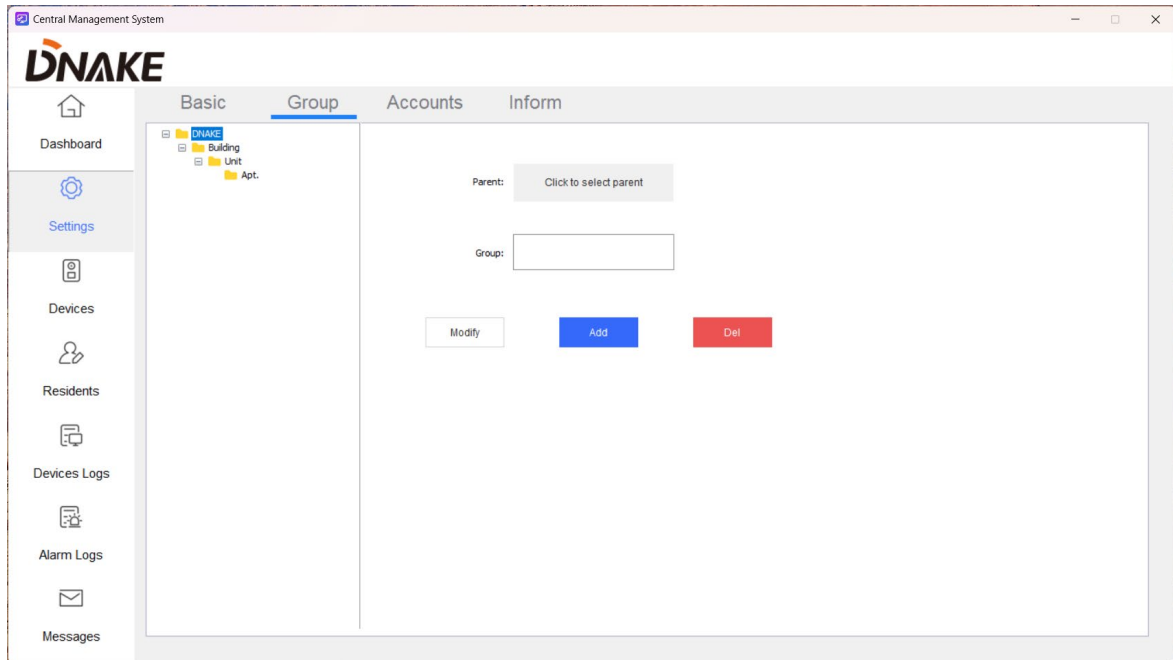 Central Management System
DNAKE
Dashboard
Settings
Devices
Residents
Devices Logs
Alarm Logs
Messages
Basic Group Accounts Inform
DNAKE
Building
Unit
Apt.
Parent: Click to select parent
Group:
Modify Add Del